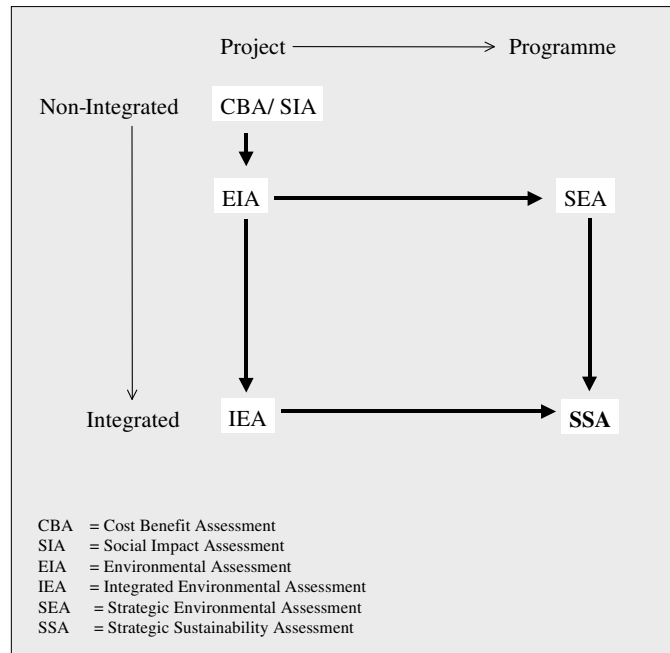 Project Programme
Non-Integrated CBA/ SIA
EIA SEA
Integrated IEA SSA
CBA = Cost Benefit Assessment
SIA = Social Impact Assessment
EIA = Environmental Assessment
IEA = Integrated Environmental Assessment
SEA = Strategic Environmental Assessment
SSA = Strategic Sustainability Assessment